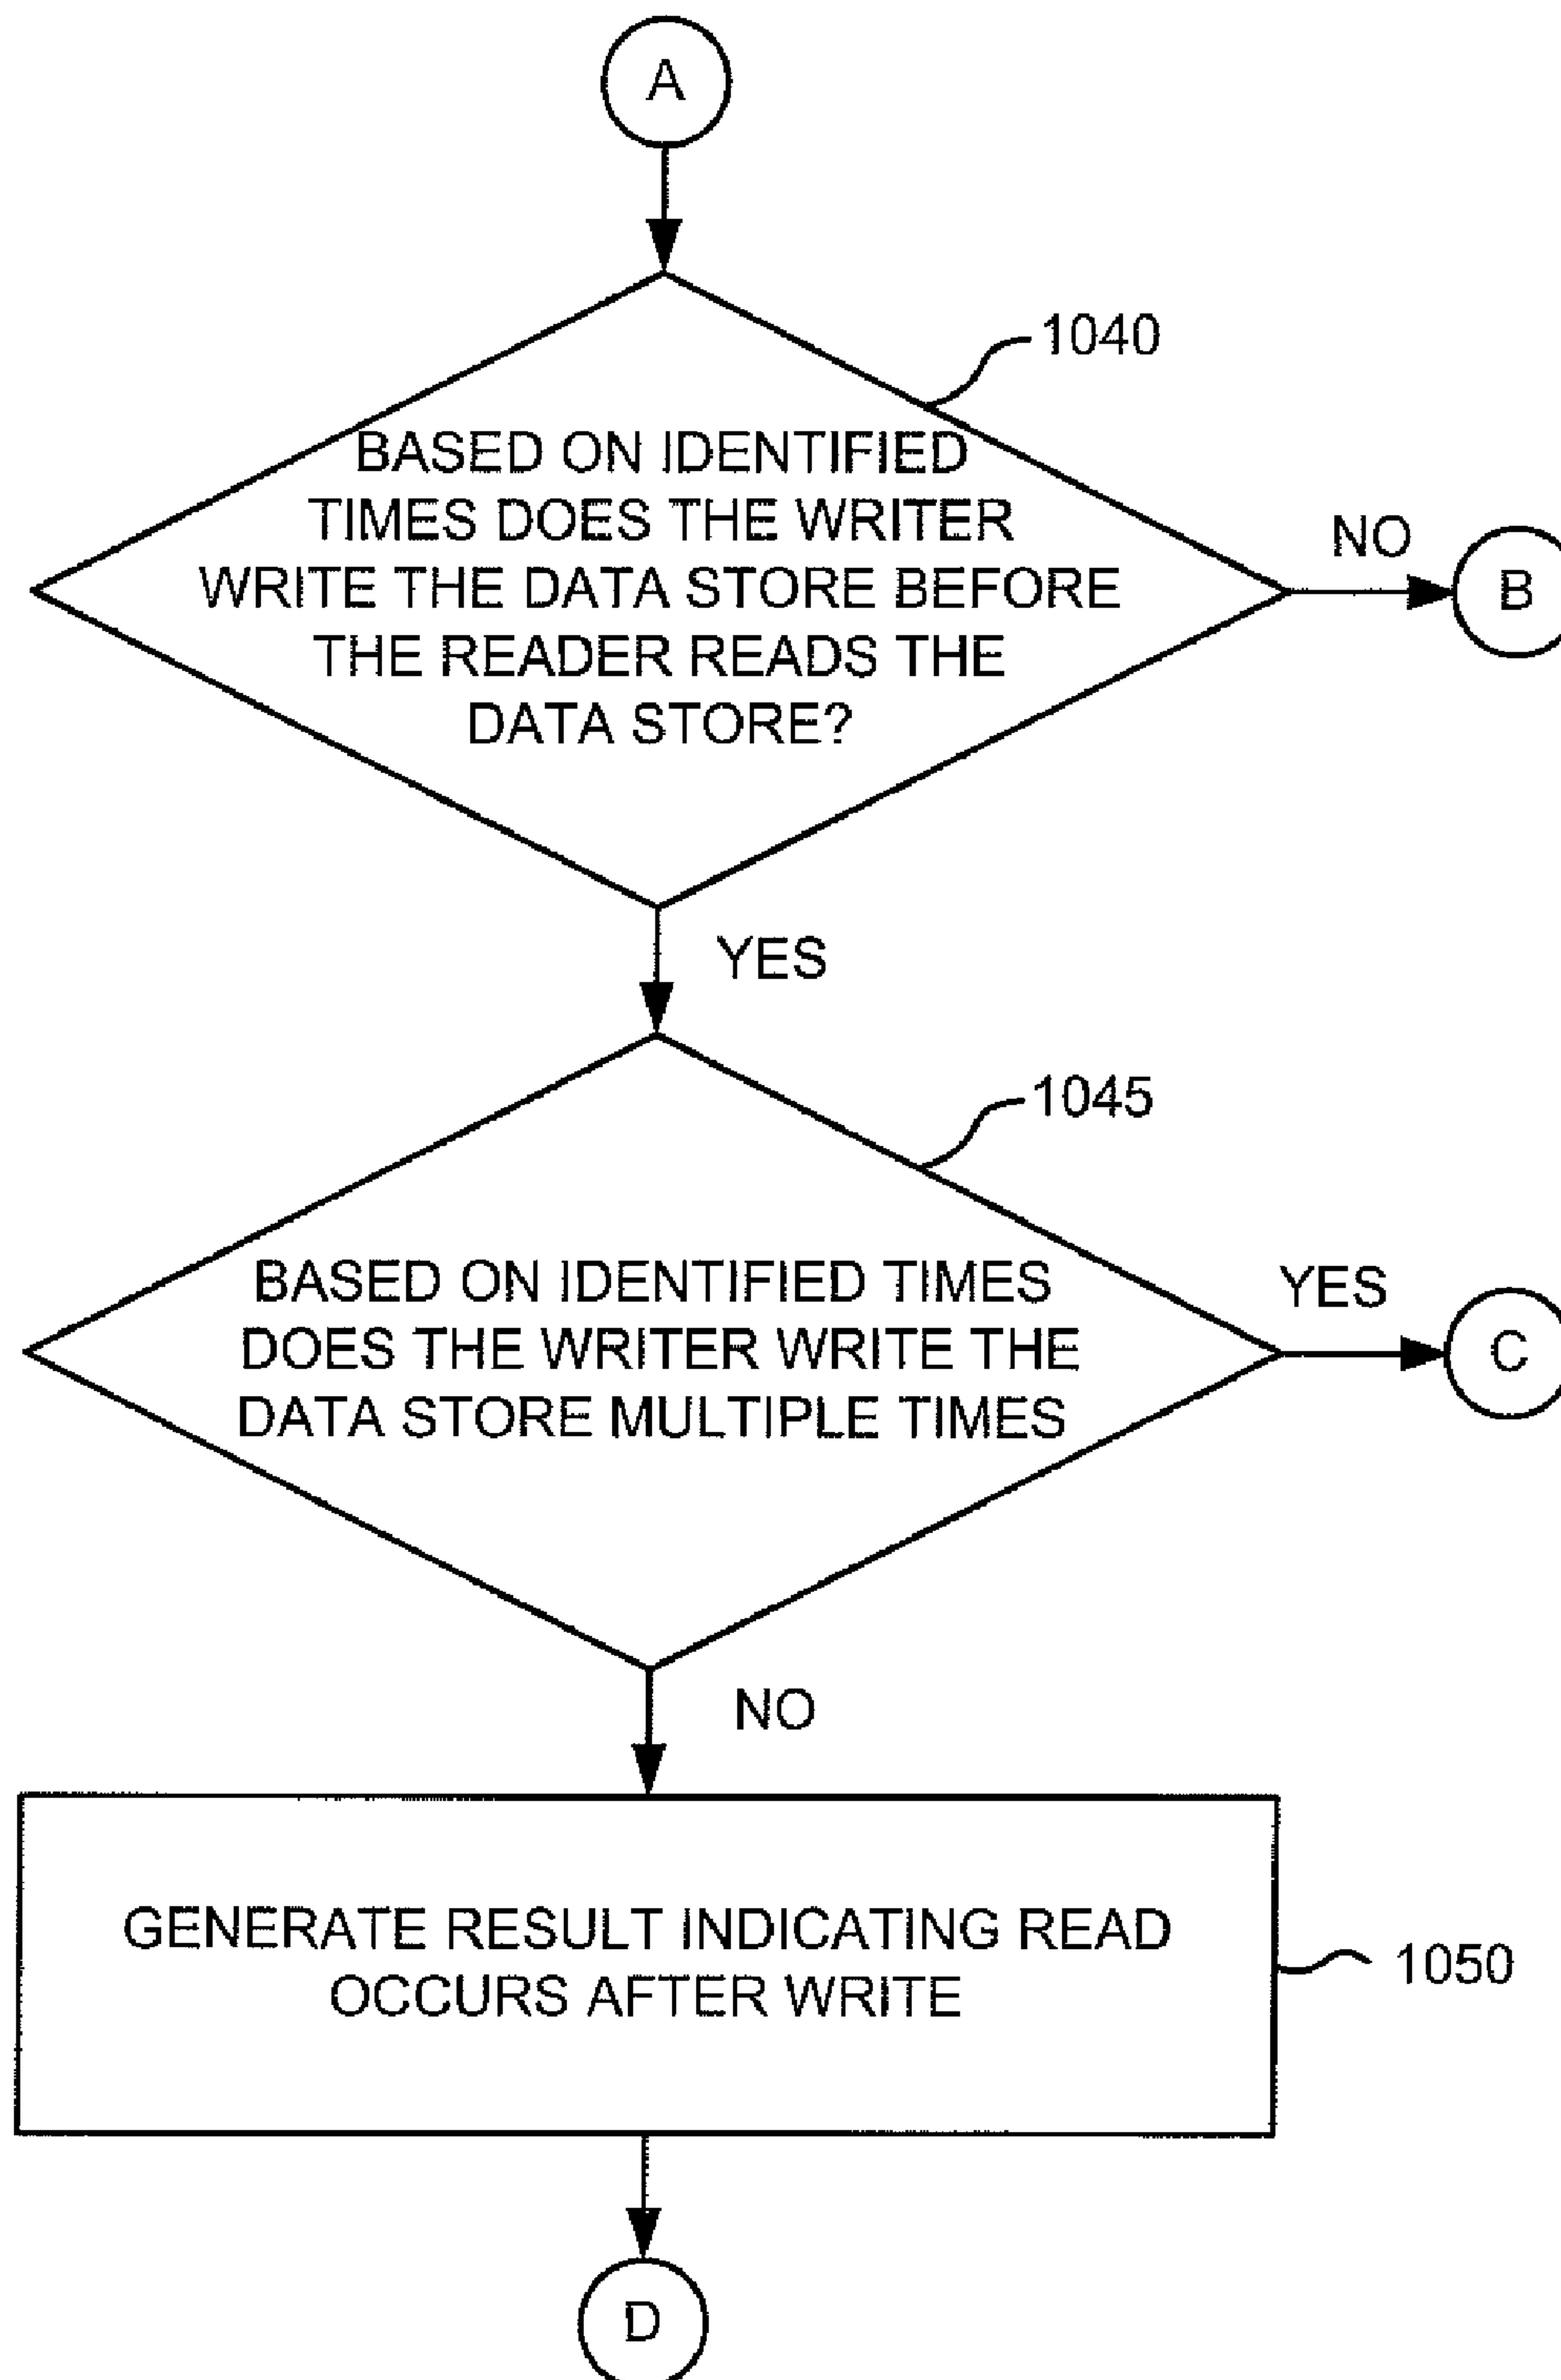 A
1040
BASED ON IDENTIFIED
TIMES DOES THE WRITER
WRITE THE DATA STORE BEFORE
THE READER READS THE
DATA STORE?
NO
B
YES
1045
BASED ON IDENTIFIED TIMES
DOES THE WRITER WRITE THE
DATA STORE MULTIPLE TIMES
YES
C
NO
GENERATE RESULT INDICATING READ
OCCURS AFTER WRITE
1050
D